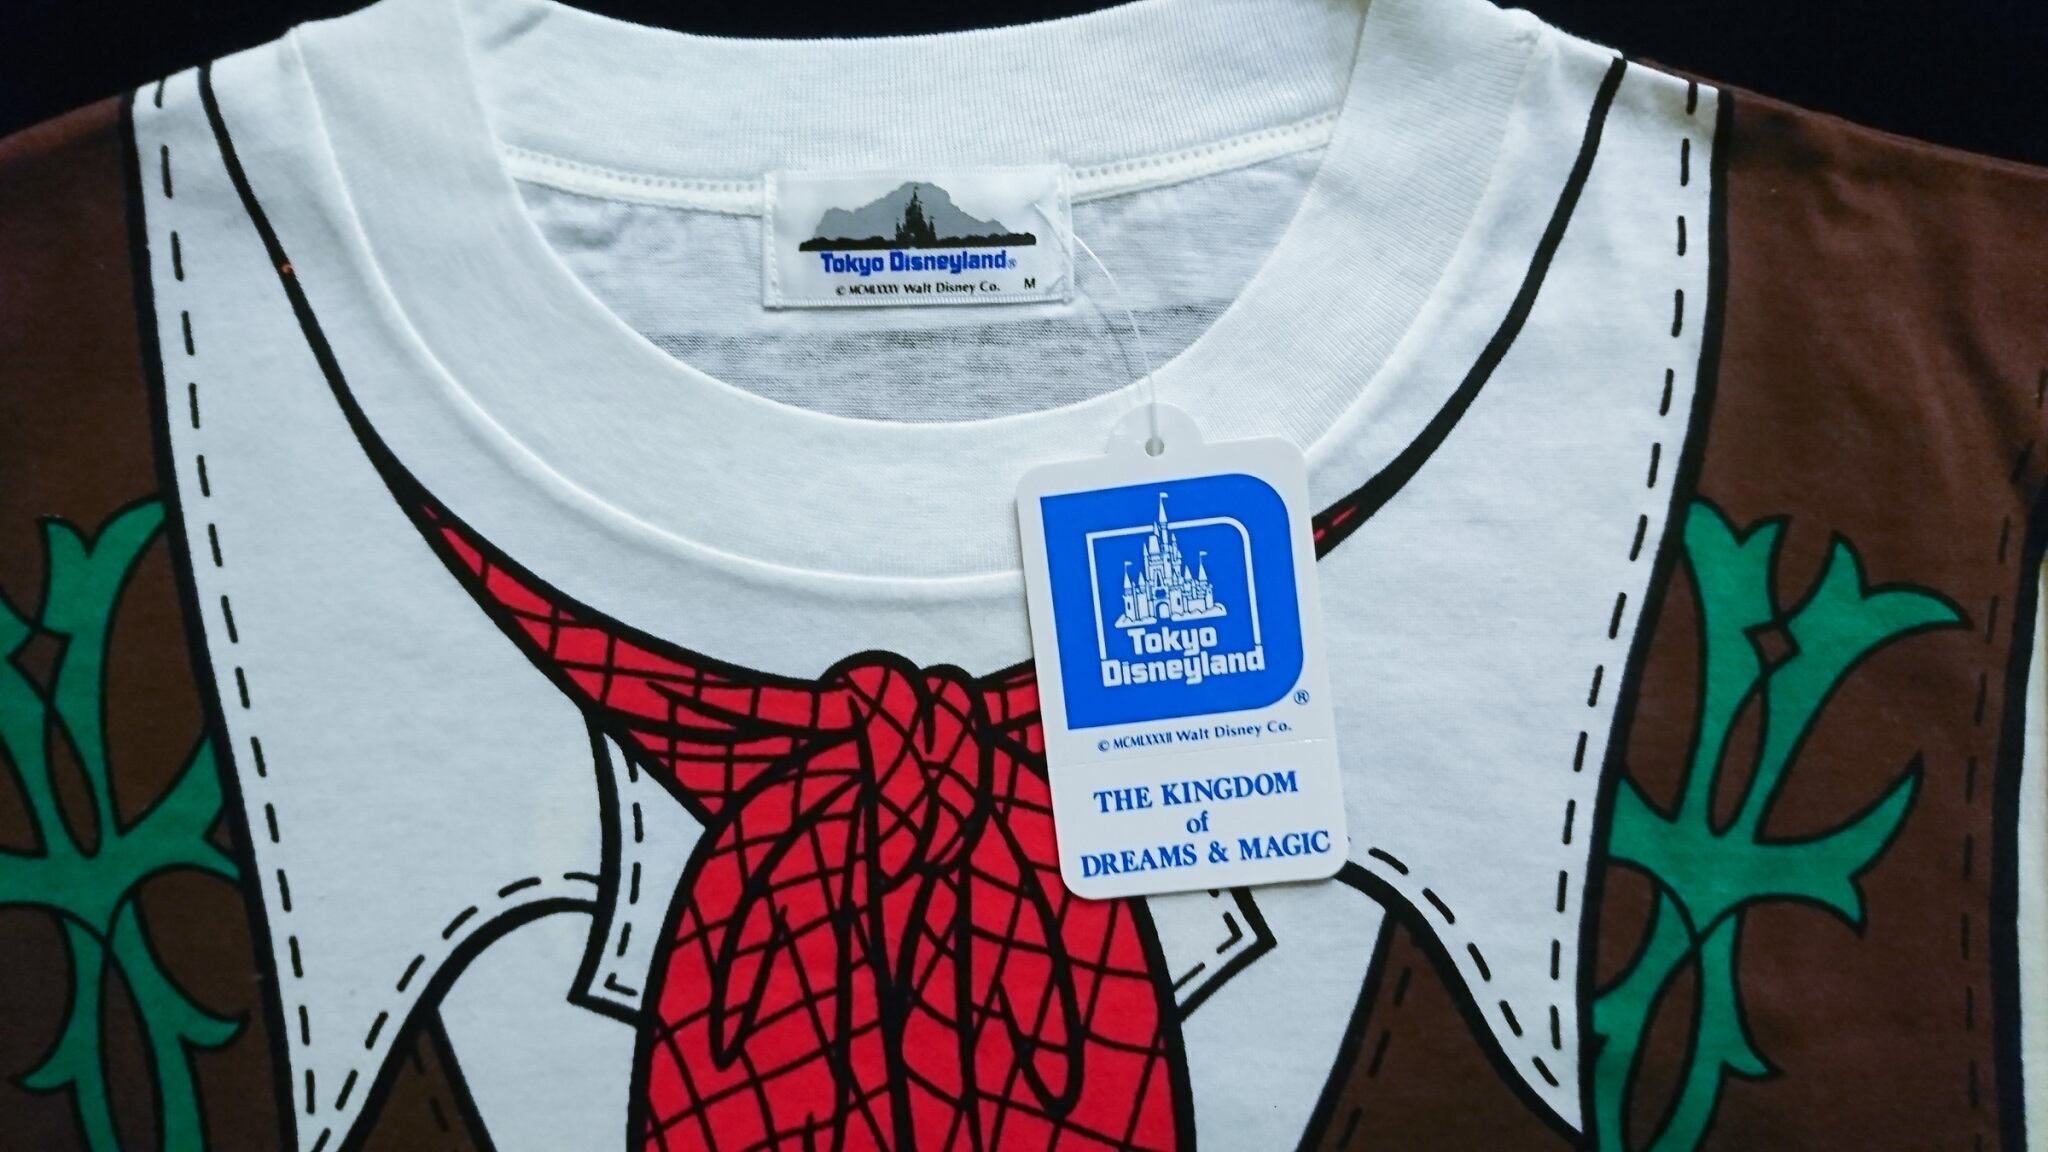 Tokyo Disneyland®
© MCMLXXXV Walt Disney Co. M
Tokyo
Disneyland
®
© MCMLXXXII Walt Disney Co.
THE KINGDOM
of
DREAMS & MAGIC